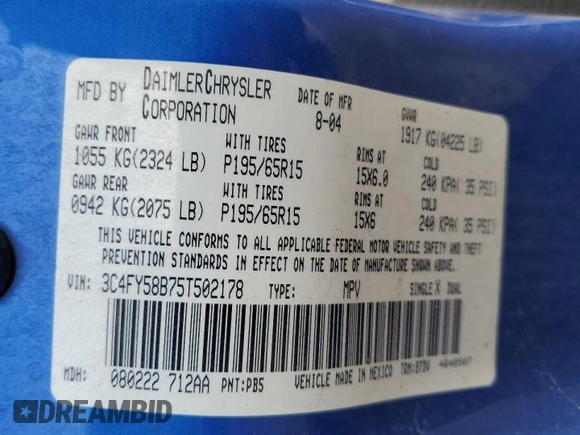 MFD BY DAIMLERCHRYSLER CORPORATION DATE OF MFR 8-04 GVWR 1917 KG(04225 LB)
GAWR FRONT WITH TIRES RIMS AT COLD
1055 KG(2324 LB) P195/65R15 15X6.0 240 KPA( 35 PSI)
GAWR REAR WITH TIRES RIMS AT COLD
0942 KG(2075 LB) P195/65R15 15X6 240 KPA( 35 PSI)
THIS VEHICLE CONFORMS TO ALL APPLICABLE FEDERAL MOTOR VEHICLE SAFETY AND THEFT
PREVENTION STANDARDS IN EFFECT ON THE DATE OF MANUFACTURE SHOWN ABOVE.
VIN: 3C4FY58B75T502178 TYPE: MPV SINGLE X DUAL
MDH: 080222 712AA PNT:PB5 VEHICLE MADE IN MEXICO
DREAMBID